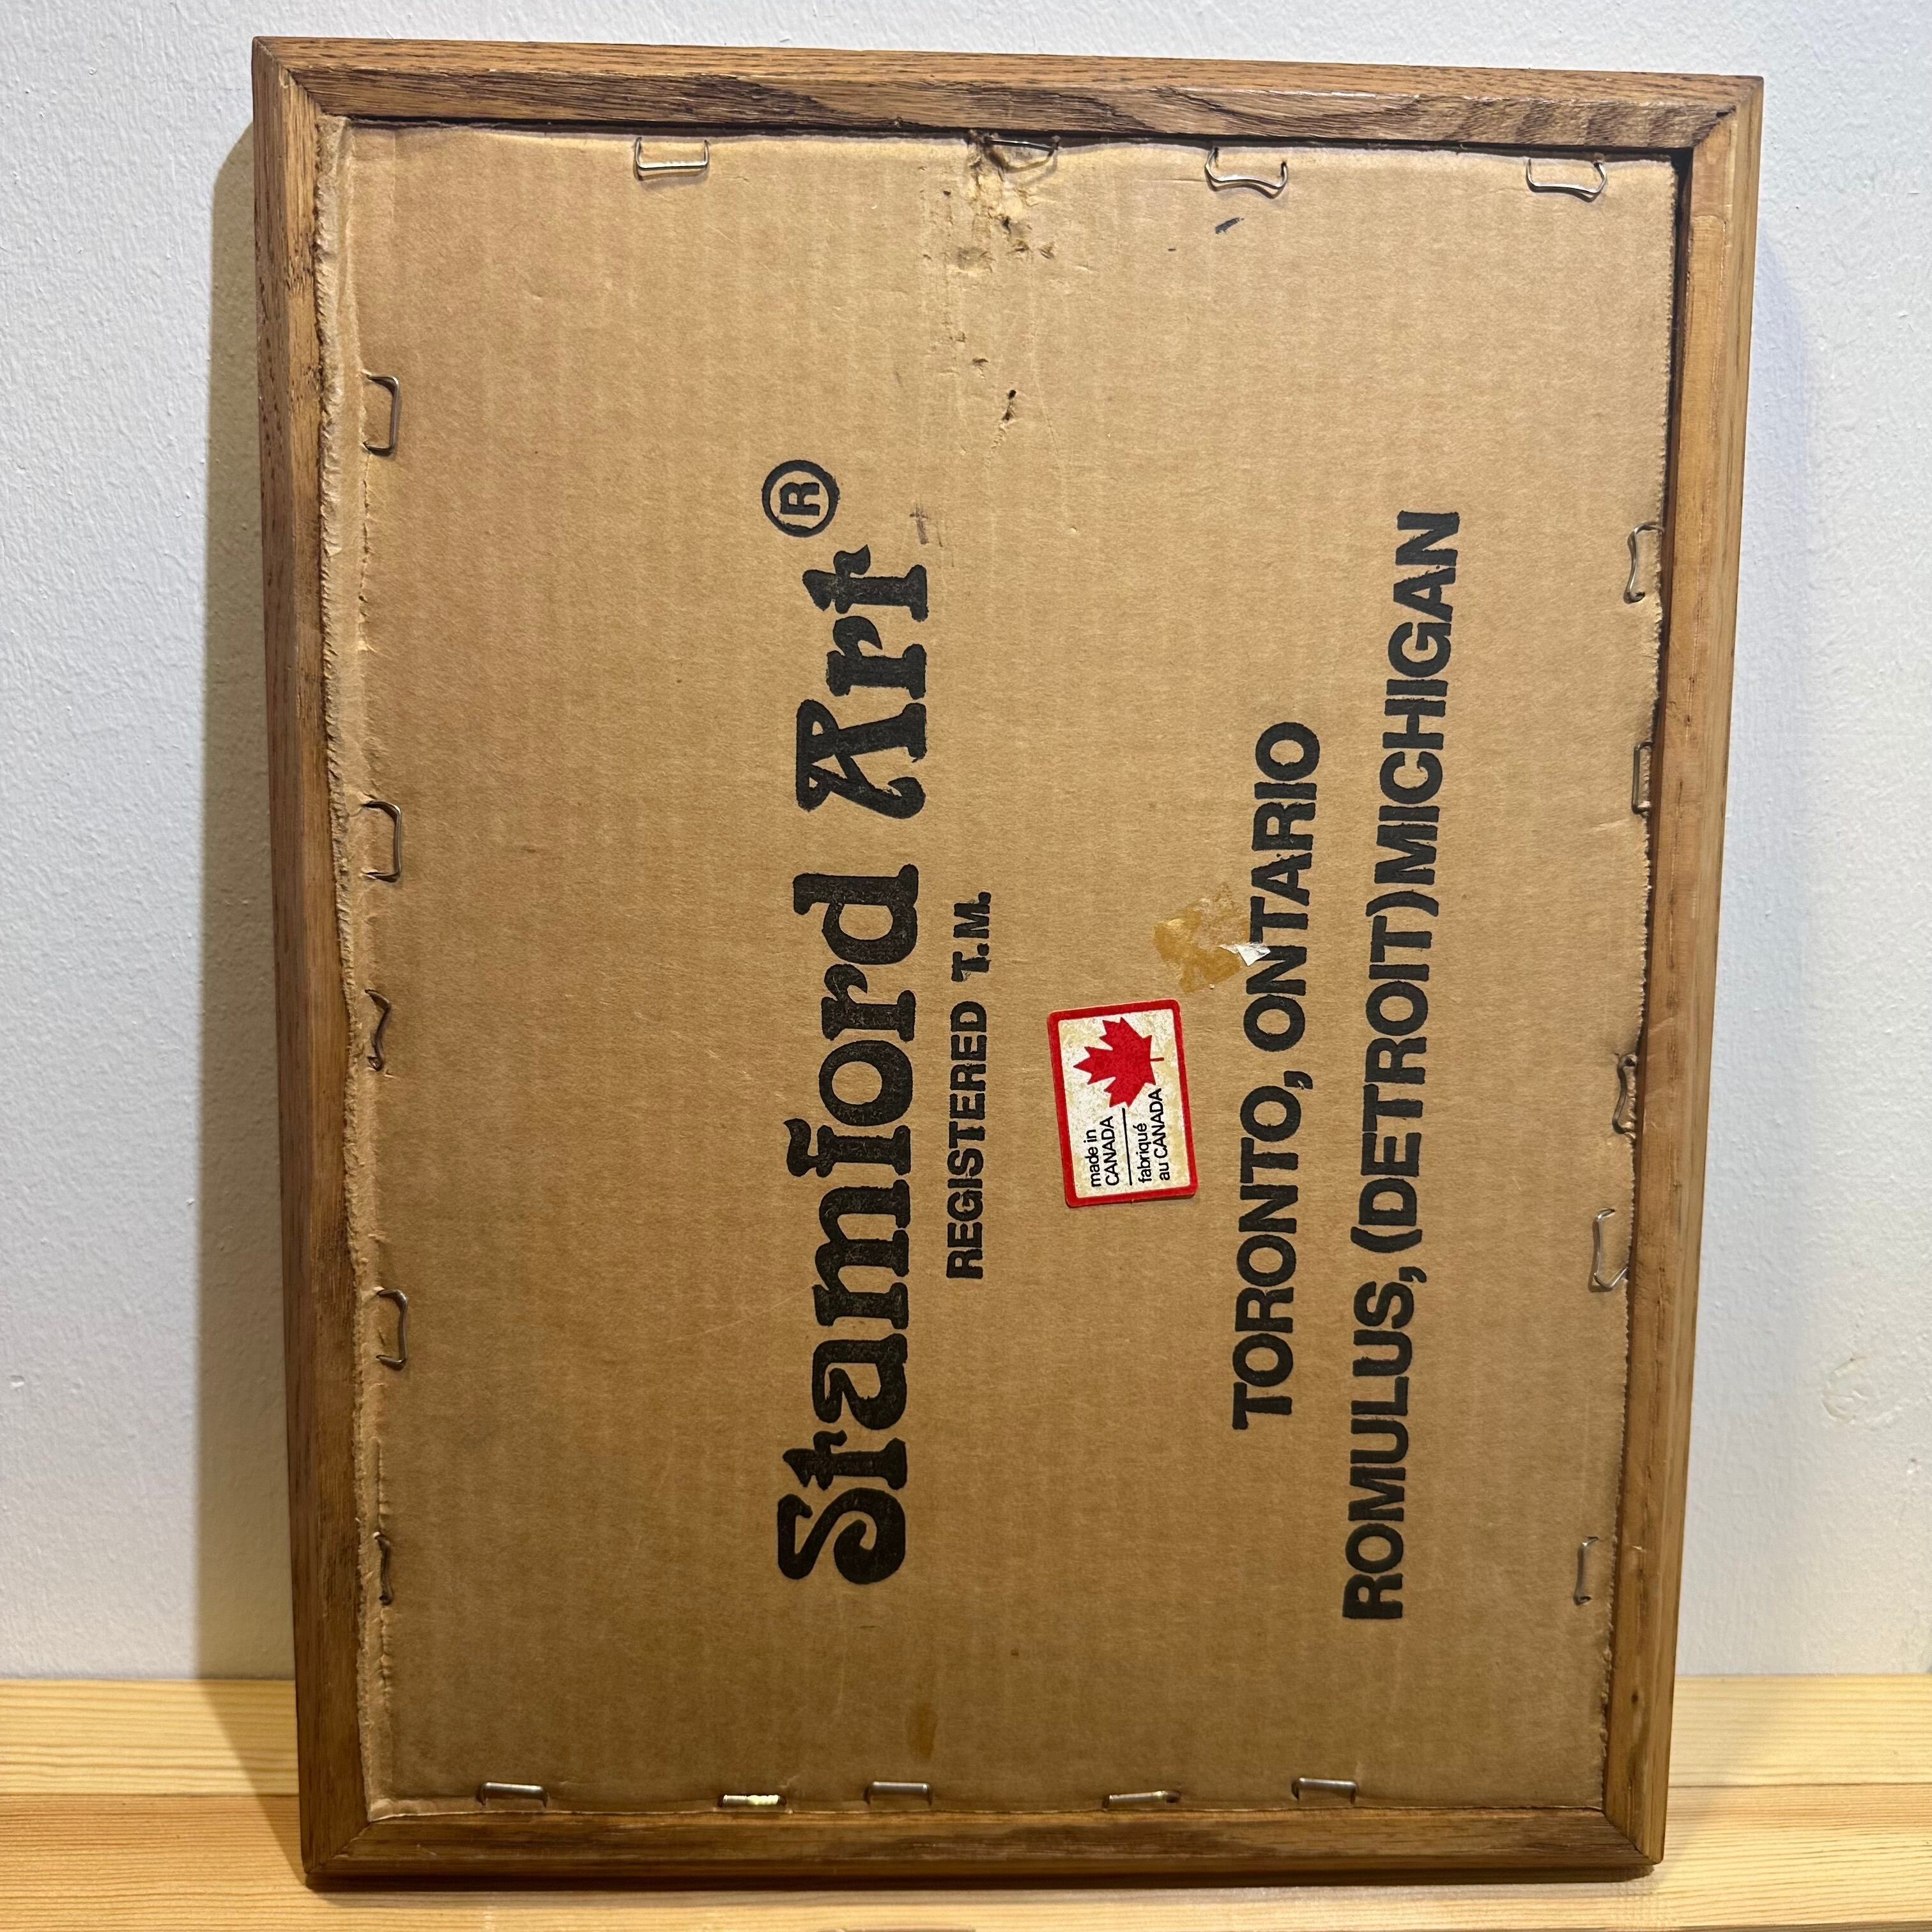 Stamford Art ®
REGISTERED T.M.
made in
CANADA
fabriqué
au CANADA
TORONTO, ONTARIO
ROMULUS, (DETROIT) MICHIGAN